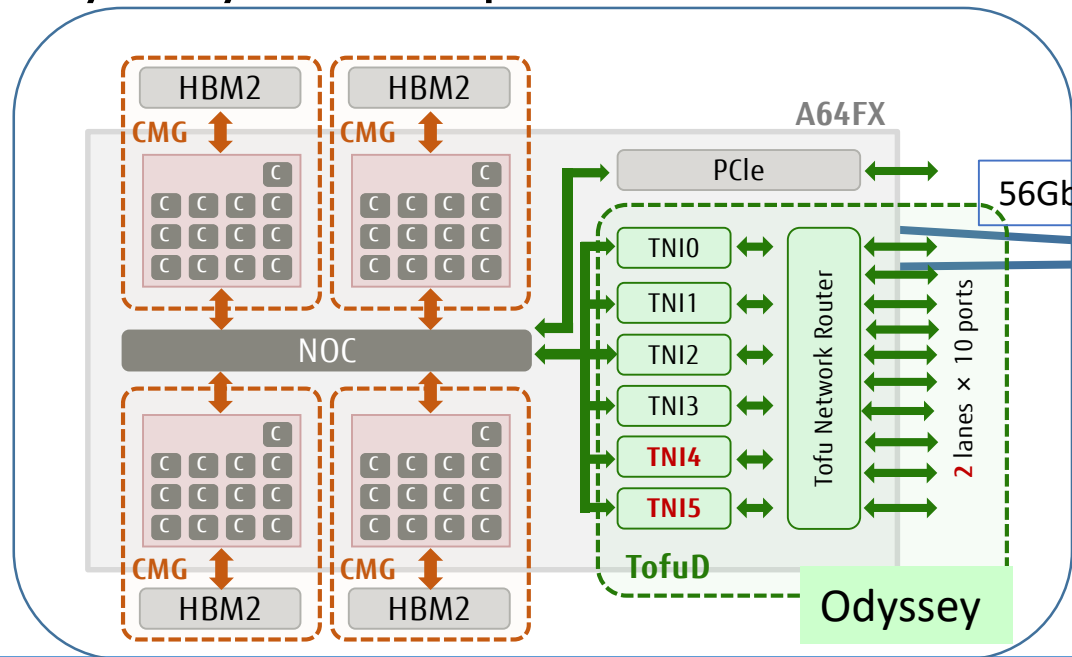 HBM2
HBM2
CMG
CMG
C
C C C C
C C C C
C C C C
C
C C C C
C C C C
C C C C
NOC
C
C C C C
C C C C
C C C C
C
C C C C
C C C C
C C C C
CMG
CMG
HBM2
HBM2
A64FX
PCIe
56Gb
TNI0
TNI1
TNI2
TNI3
TNI4
TNI5
Tofu Network Router
2 lanes × 10 ports
TofuD
Odyssey